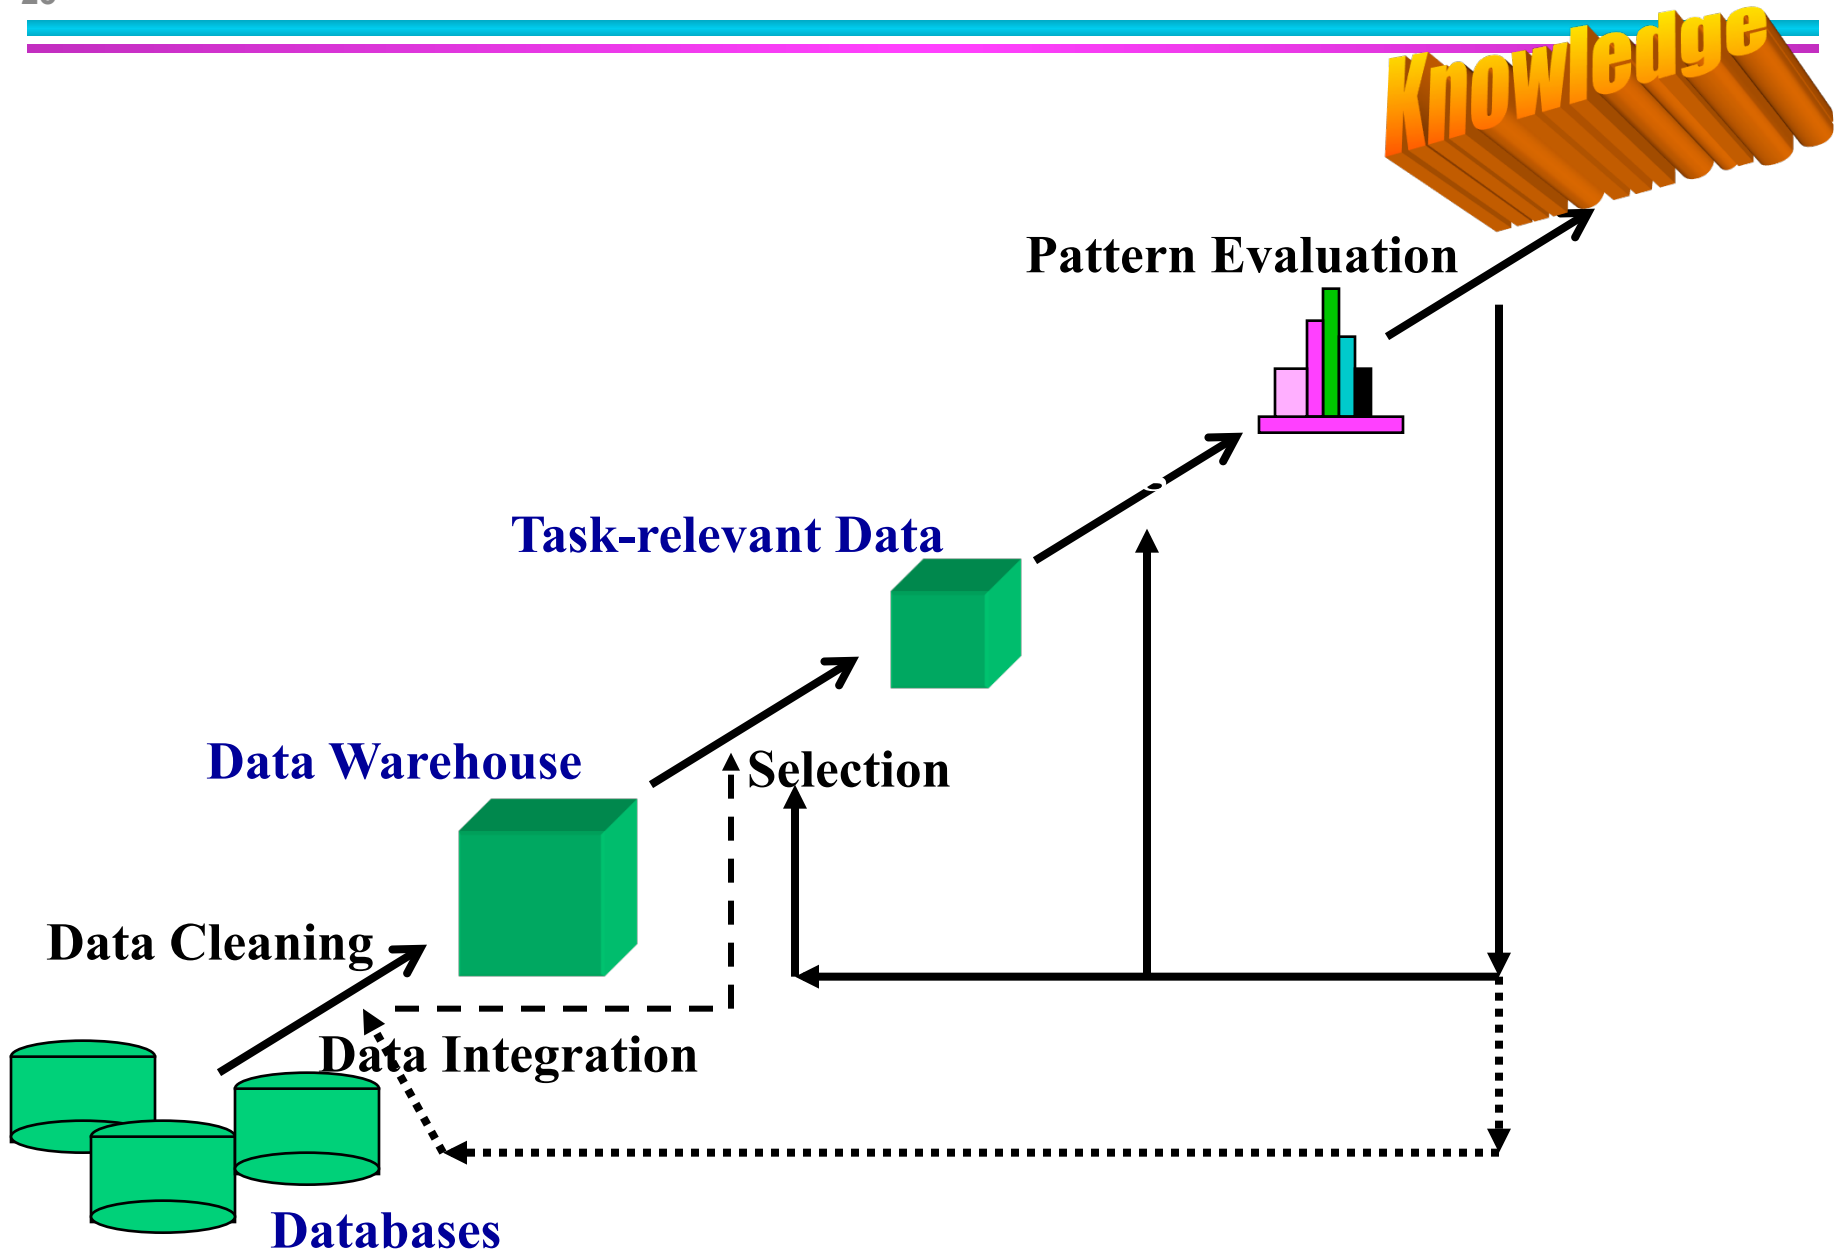 Knowledge
Pattern Evaluation
Task-relevant Data
Data Warehouse
Selection
Data Cleaning
Data Integration
Databases